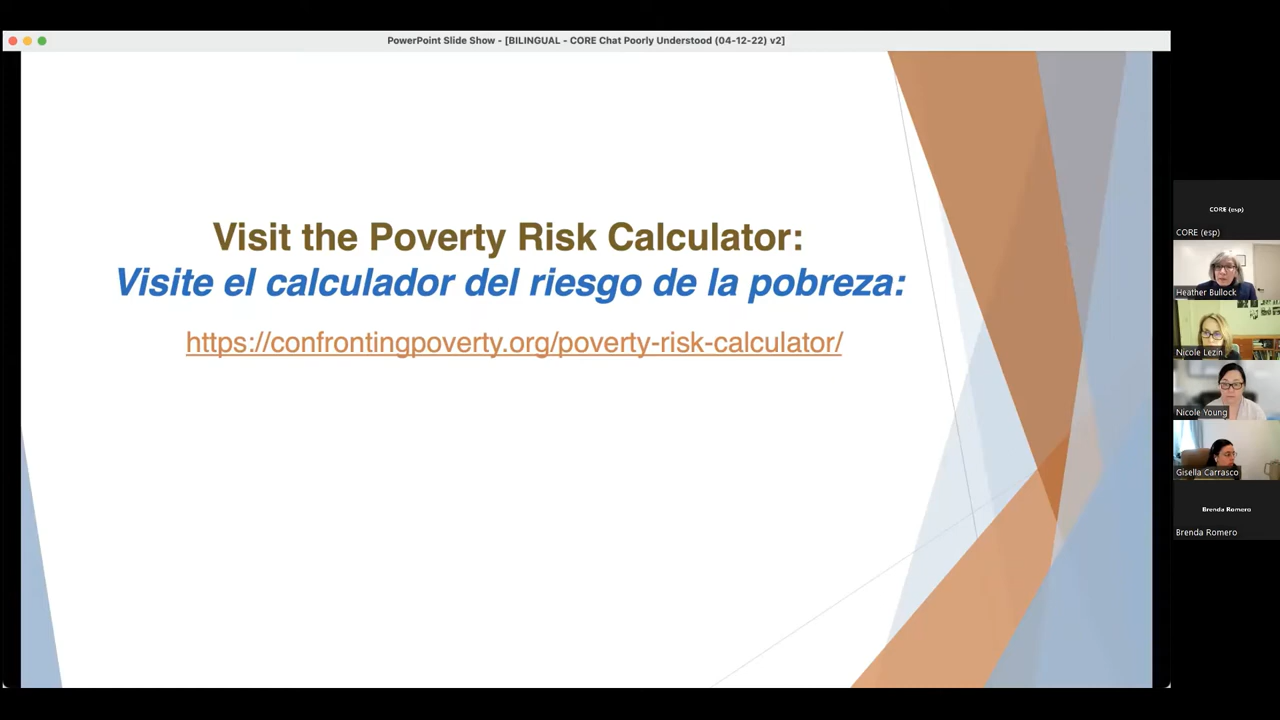 PowerPoint Slide Show - [BILINGUAL - CORE Chat Poorly Understood (04-12-22) v2]
Visit the Poverty Risk Calculator:
Visite el calculador del riesgo de la pobreza:
https://confrontingpoverty.org/poverty-risk-calculator/
CORE (esp)
CORE (esp)
Heather Bullock
Nicole Lezin
Nicole Young
Gisella Carrasco
Brenda Romero
Brenda Romero